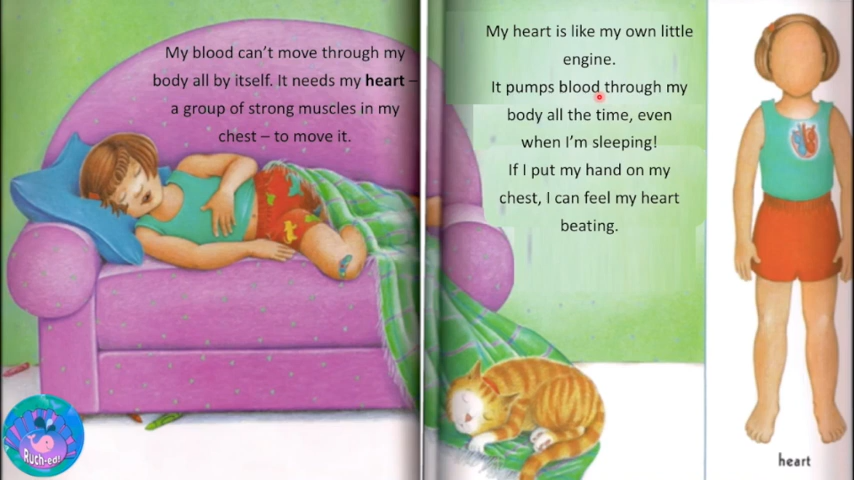 My blood can't move through my
body all by itself. It needs my heart –
a group of strong muscles in my
chest – to move it.
My heart is like my own little
engine.
It pumps blood through my
body all the time, even
when I'm sleeping!
If I put my hand on my
chest, I can feel my heart
beating.
heart
Ruch-ed!